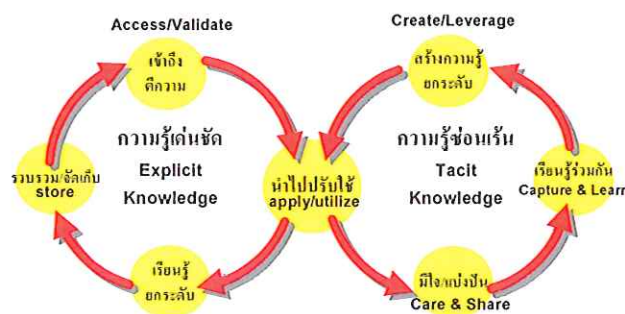 Access/Validate
เข้าถึง
ตีความ
ความรู้เด่นชัด
Explicit
Knowledge
รวบรวม/จัดเก็บ
store
เรียนรู้
ยกระดับ
นำไปปรับใช้
apply/utilize
Create/Leverage
สร้างความรู้
ยกระดับ
ความรู้ซ่อนเร้น
Tacit
Knowledge
เรียนรู้ร่วมกัน
Capture & Learn
มีใจ/แบ่งปัน
Care & Share